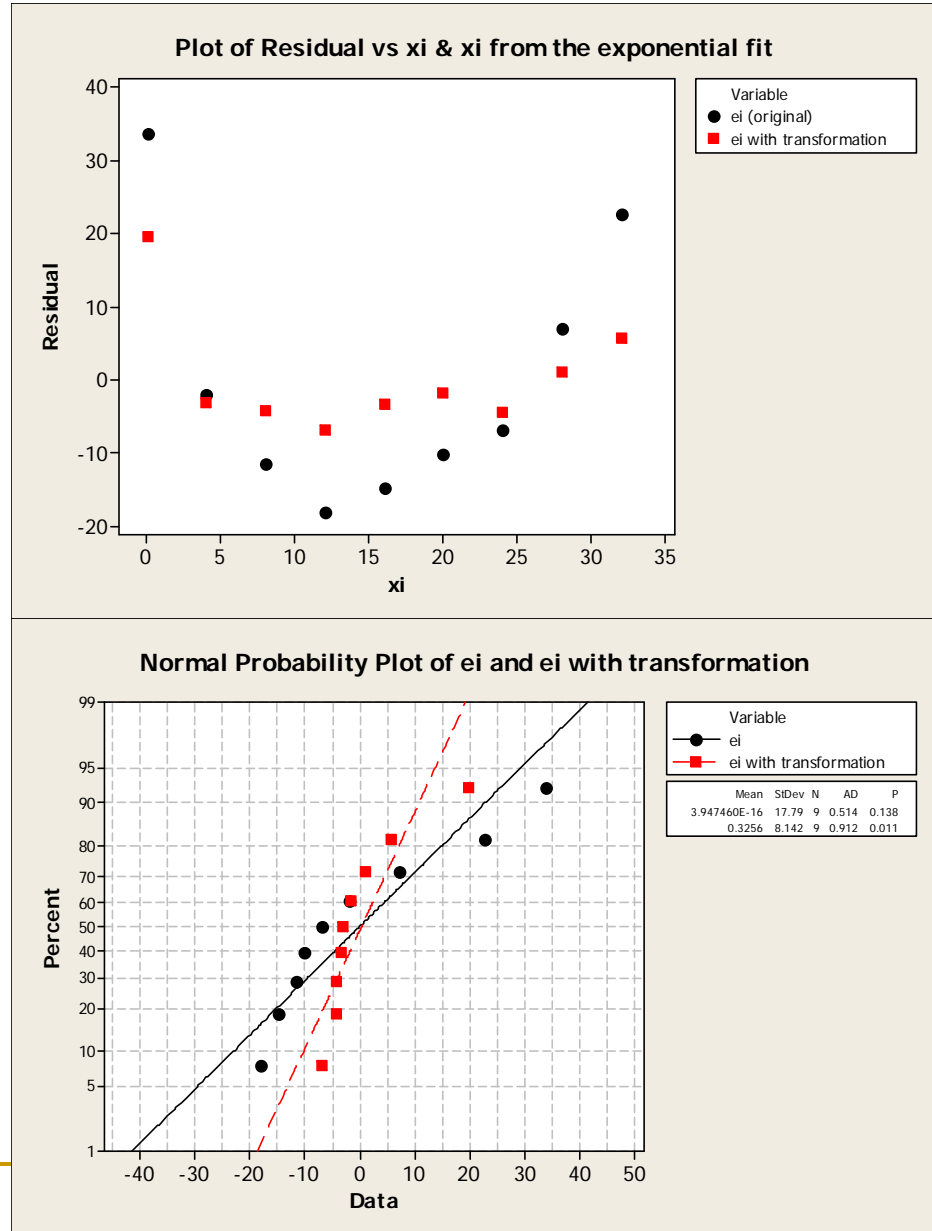 Plot of Residual vs xi & xi from the exponential fit
40
30
20
10
0
-10
-20
Residual
0 5 10 15 20 25 30 35
xi
Variable
ei (original)
ei with transformation
Normal Probability Plot of ei and ei with transformation
99
95
90
80
70
60
50
40
30
20
10
5
1
Percent
-40 -30 -20 -10 0 10 20 30 40 50
Data
Variable
ei
ei with transformation
Mean StDev N AD P
3.947460E-16 17.79 9 0.514 0.138
0.3256 8.142 9 0.912 0.011